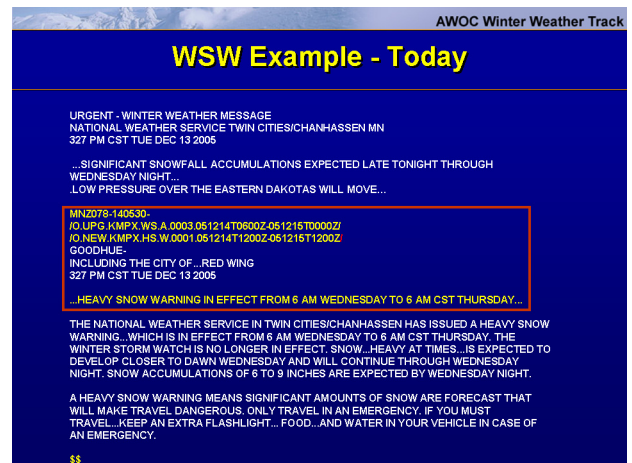 AWOC Winter Weather Track
WSW Example - Today
URGENT - WINTER WEATHER MESSAGE
NATIONAL WEATHER SERVICE TWIN CITIES/CHANHASSEN MN
327 PM CST TUE DEC 13 2005
...SIGNIFICANT SNOWFALL ACCUMULATIONS EXPECTED LATE TONIGHT THROUGH
WEDNESDAY NIGHT...
.LOW PRESSURE OVER THE EASTERN DAKOTAS WILL MOVE...
MNZ078-140530-
/O.UPG.KMPX.WS.A.0003.051214T0600Z-051215T0000Z/
/O.NEW.KMPX.HS.W.0001.051214T1200Z-051215T1200Z/
GOODHUE-
INCLUDING THE CITY OF...RED WING
327 PM CST TUE DEC 13 2005
...HEAVY SNOW WARNING IN EFFECT FROM 6 AM WEDNESDAY TO 6 AM CST THURSDAY...
THE NATIONAL WEATHER SERVICE IN TWIN CITIES/CHANHASSEN HAS ISSUED A HEAVY SNOW
WARNING...WHICH IS IN EFFECT FROM 6 AM WEDNESDAY TO 6 AM CST THURSDAY. THE
WINTER STORM WATCH IS NO LONGER IN EFFECT. SNOW...HEAVY AT TIMES...IS EXPECTED TO
DEVELOP CLOSER TO DAWN WEDNESDAY AND WILL CONTINUE THROUGH WEDNESDAY
NIGHT. SNOW ACCUMULATIONS OF 6 TO 9 INCHES ARE EXPECTED BY WEDNESDAY NIGHT.
A HEAVY SNOW WARNING MEANS SIGNIFICANT AMOUNTS OF SNOW ARE FORECAST THAT
WILL MAKE TRAVEL DANGEROUS. ONLY TRAVEL IN AN EMERGENCY. IF YOU MUST
TRAVEL...KEEP AN EXTRA FLASHLIGHT... FOOD...AND WATER IN YOUR VEHICLE IN CASE OF
AN EMERGENCY.
$$